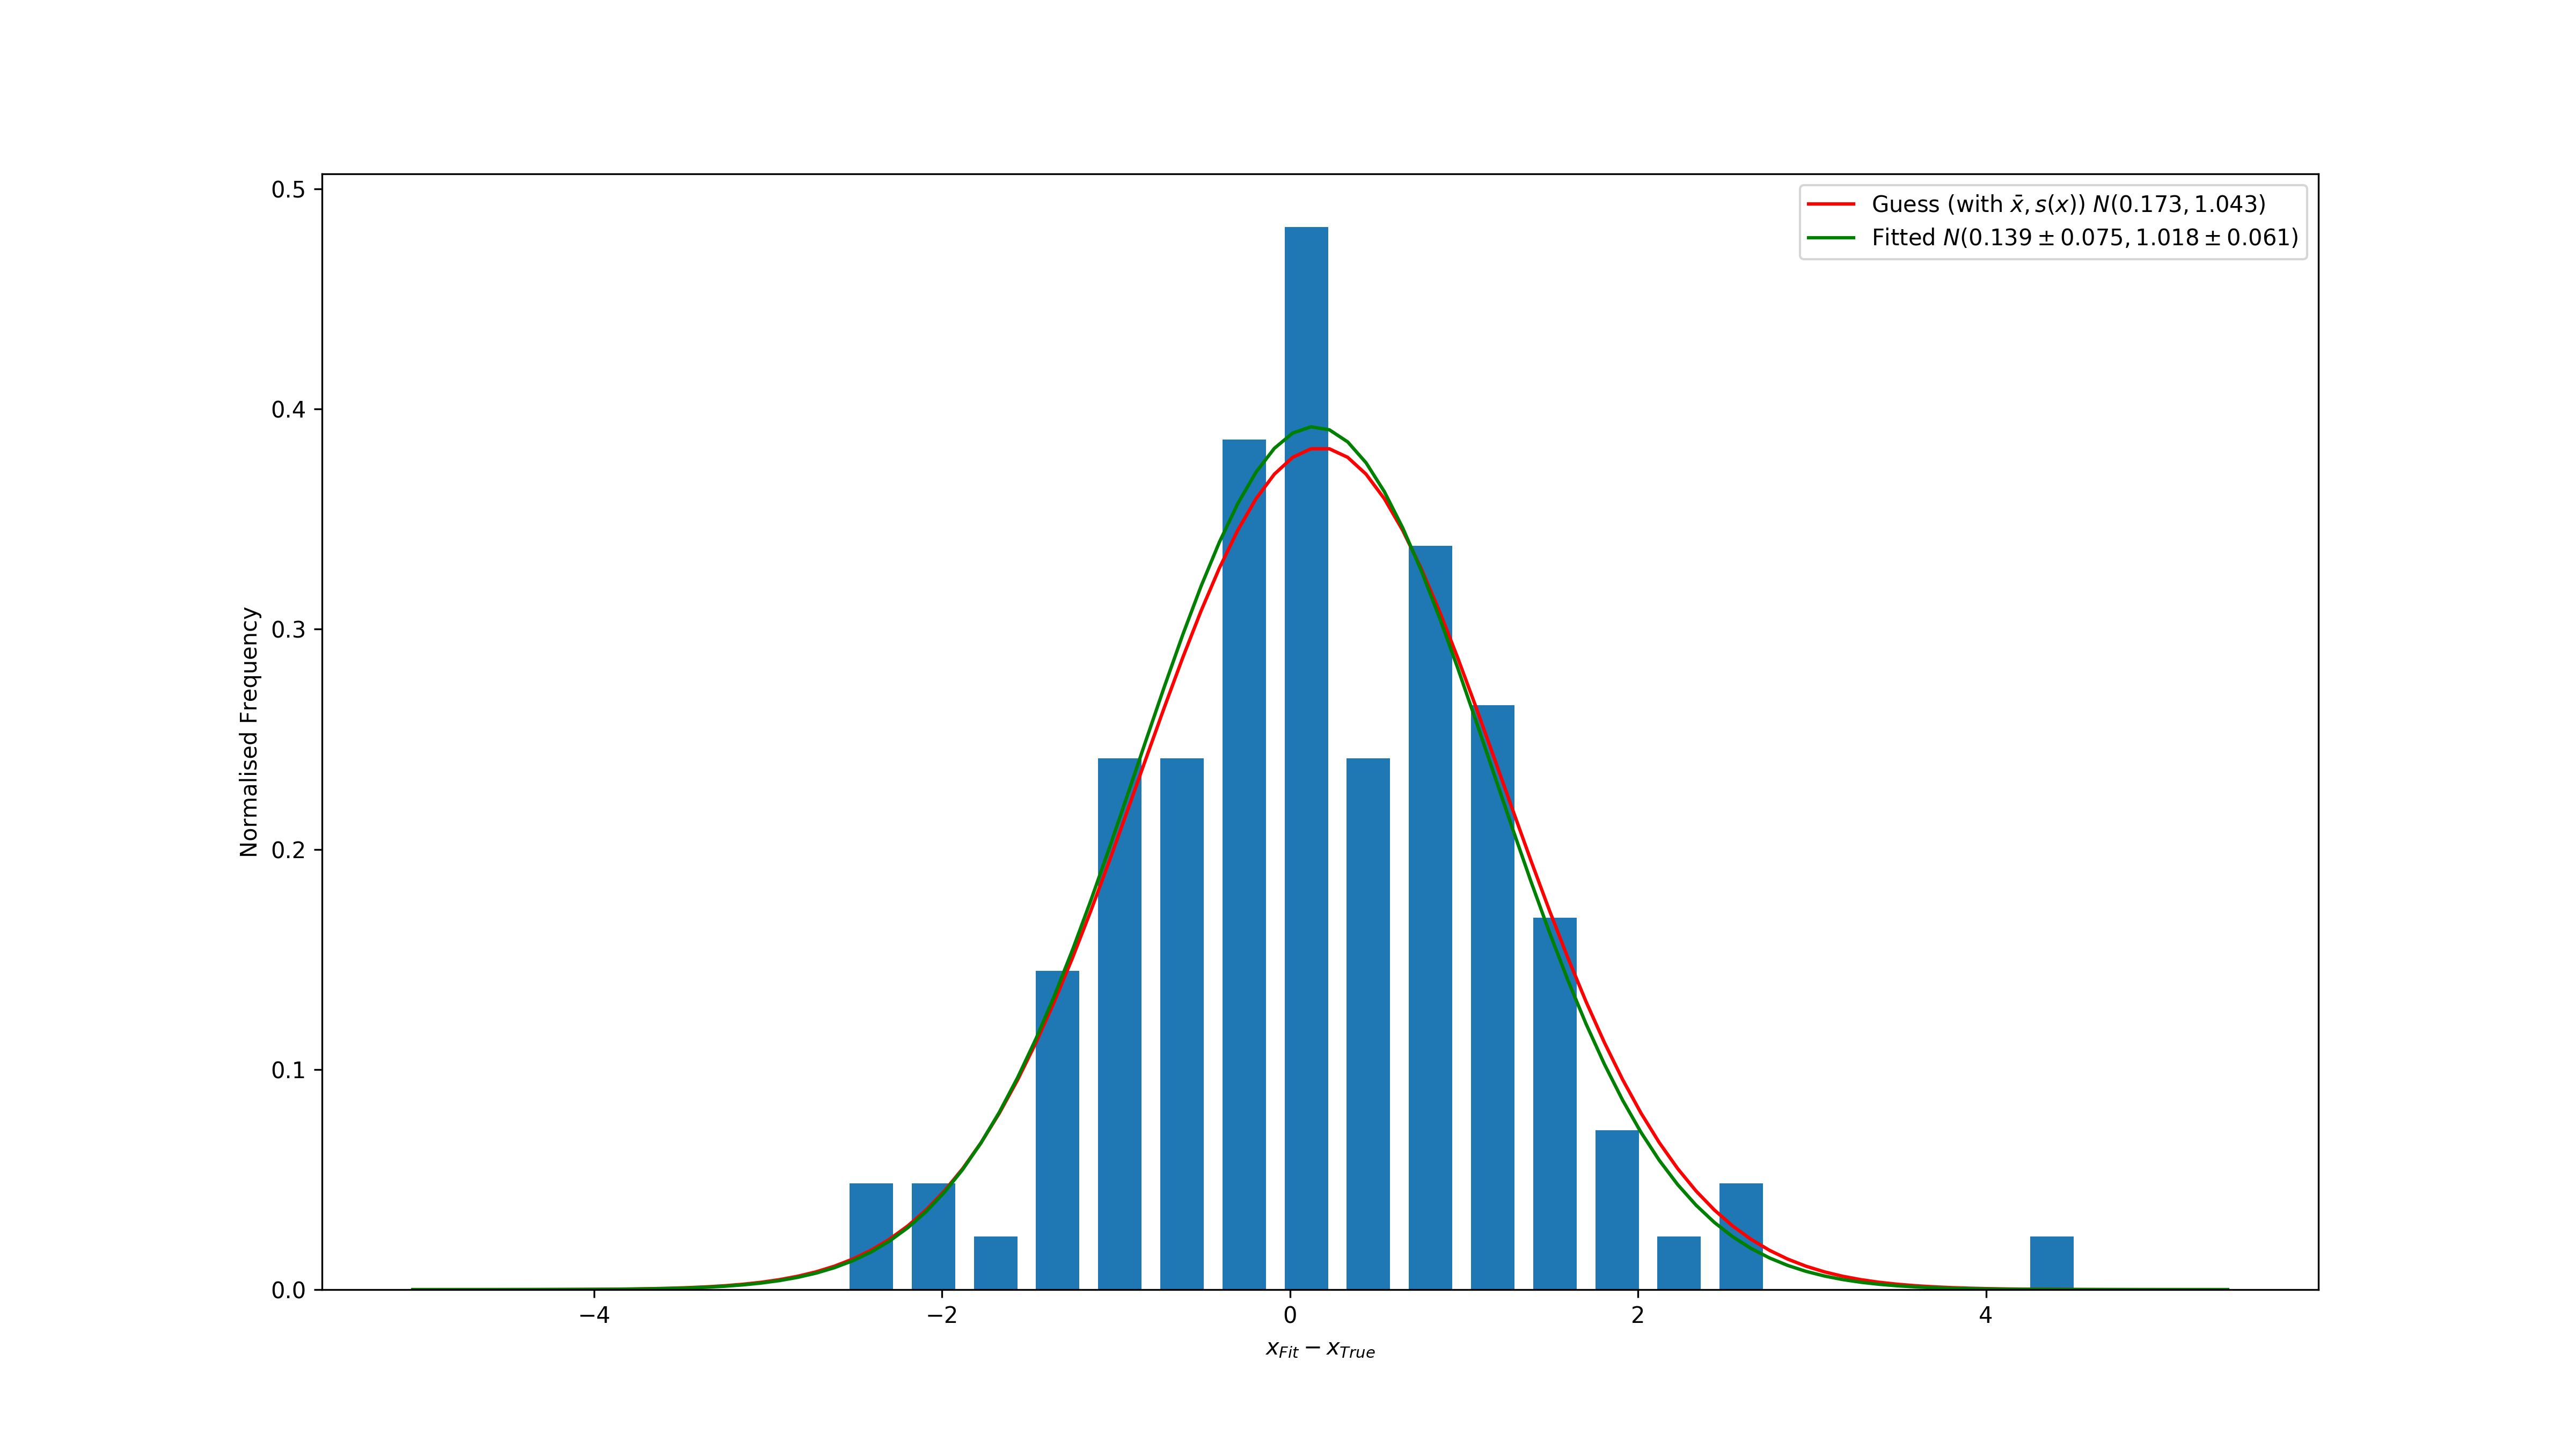 Guess (with x̄, s(x)) N(0.173, 1.043)
Fitted N(0.139 ± 0.075, 1.018 ± 0.061)
0.5
0.4
0.3
0.2
0.1
0.0
Normalised Frequency
−4 −2 0 2 4
x_Fit − x_True